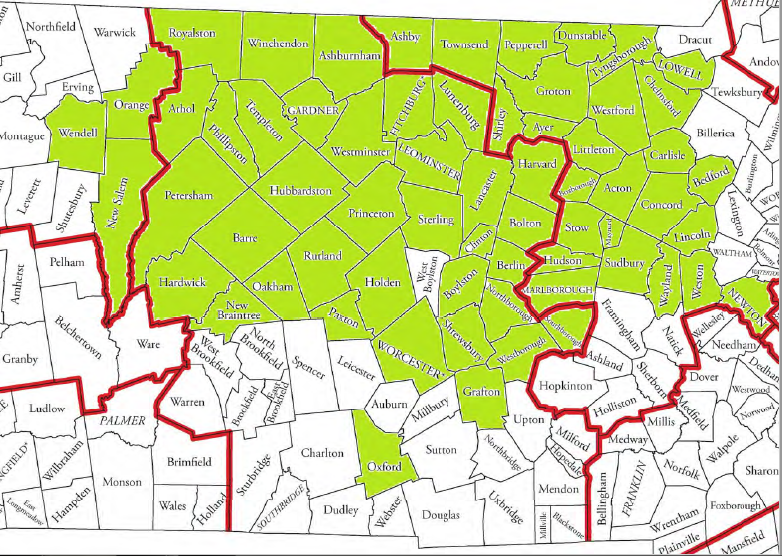 Northfield
Warwick
Royalston
Winchendon
Ashburnham
Ashby
Townsend
Pepperell
Dunstable
Tyngsborough
Dracut
Gill
Erving
Orange
Athol
Phillipston
Templeton
GARDNER
Westminster
FITCHBURG
Lunenburg
Shirley
Groton
Ayer
Westford
Chelmsford
LOWELL
Tewksbury
Billerica
Montague
Wendell
LEOMINSTER
Harvard
Littleton
Carlisle
Bedford
Burlington
Leverett
Shutesbury
New Salem
Petersham
Hubbardston
Princeton
Sterling
Lancaster
Bolton
Boxborough
Acton
Concord
Lexington
Lincoln
WALTHAM
Barre
Rutland
Holden
West
Boylston
Clinton
Berlin
Hudson
Stow
Maynard
Sudbury
Wayland
Weston
NEWTON
Pelham
Amherst
Hardwick
Oakham
New
Braintree
Paxton
WORCESTER
Boylston
Shrewsbury
Northborough
MARLBOROUGH
Southborough
Westborough
Framingham
Natick
Wellesley
Needham
Belchertown
Ware
West
Brookfield
North
Brookfield
Spencer
Leicester
Grafton
Hopkinton
Ashland
Sherborn
Dover
Westwood
Norwood
Granby
Ludlow
PALMER
Warren
Brookfield
East
Brookfield
Auburn
Millbury
Upton
Holliston
Millis
Medfield
Walpole
Wilbraham
Hampden
East
Longmeadow
Monson
Brimfield
Wales
Holland
Sturbridge
SOUTHBRIDGE
Charlton
Oxford
Sutton
Northbridge
Milford
Hopedale
Medway
Norfolk
Sharon
Dudley
Webster
Douglas
Uxbridge
Mendon
Millville
Blackstone
Bellingham
FRANKLIN
Wrentham
Plainville
Foxborough
Mansfield